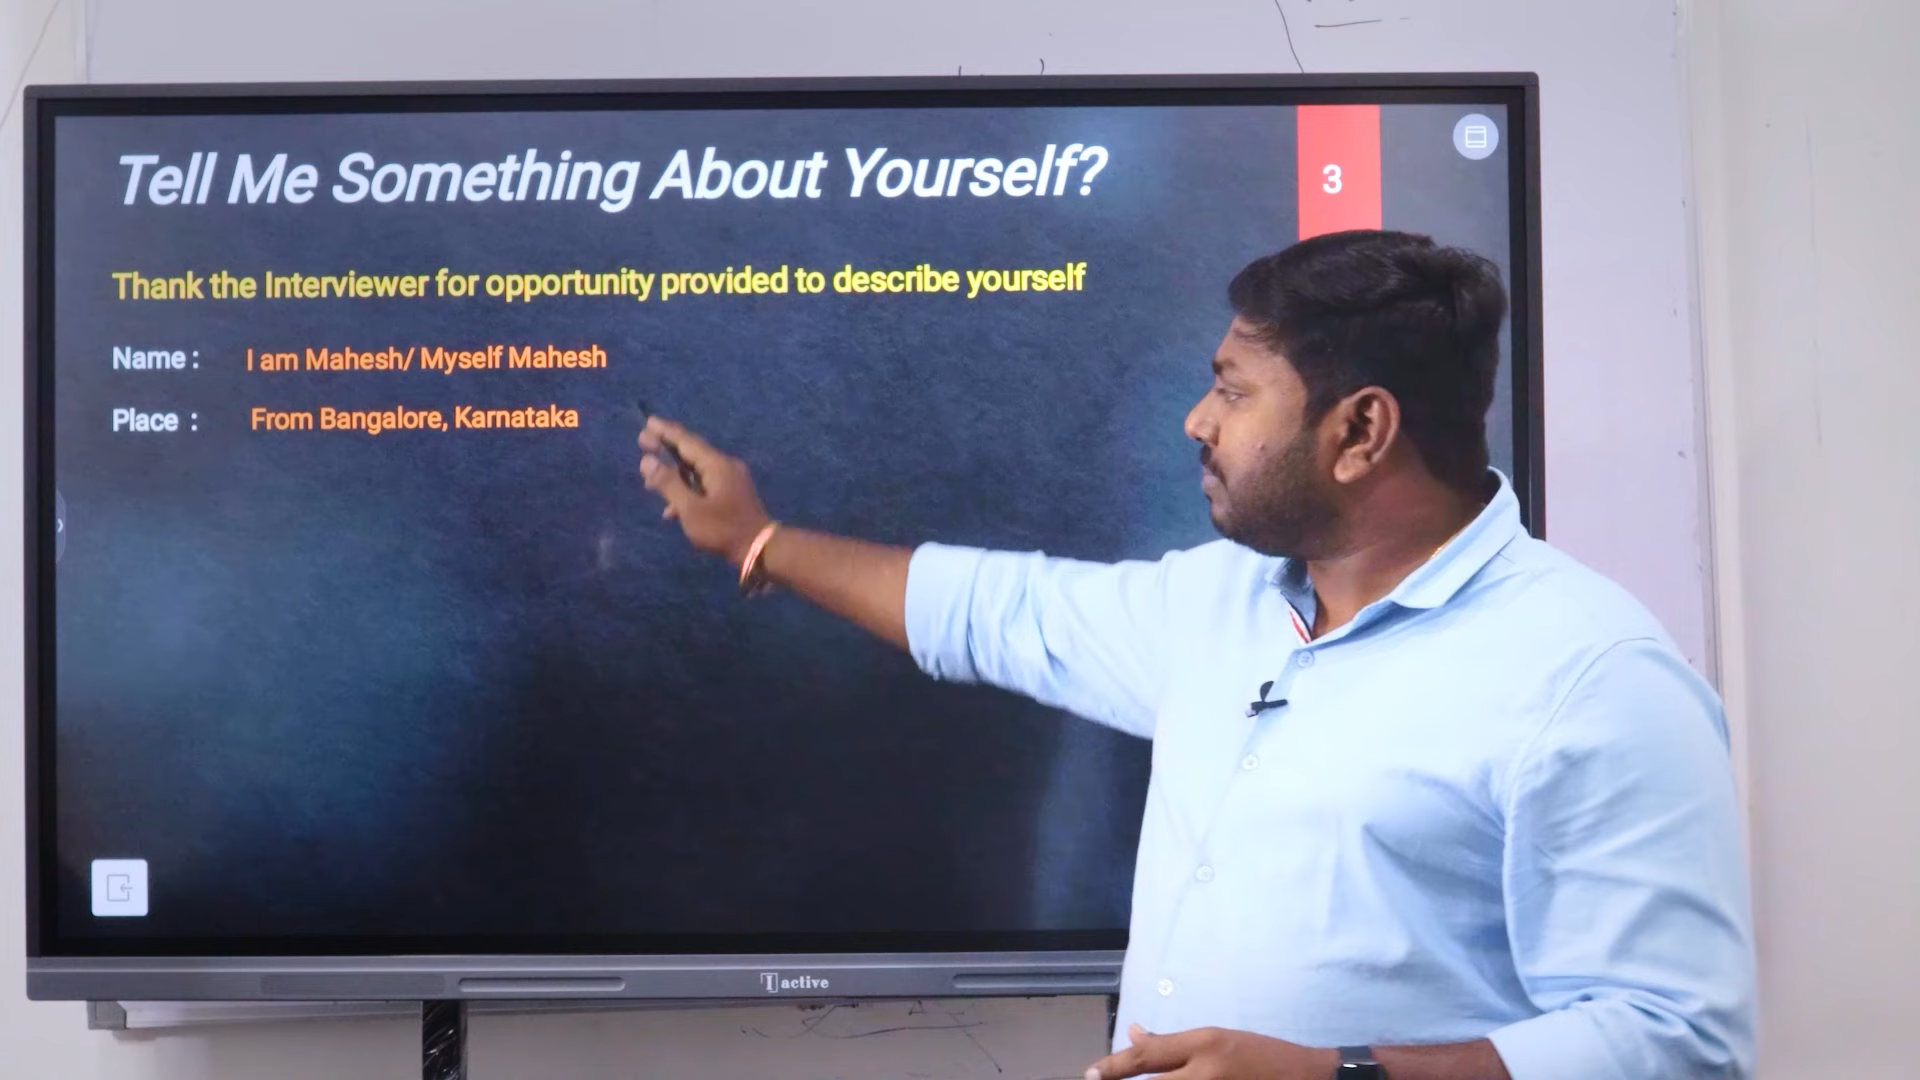 Tell Me Something About Yourself?
3
Thank the Interviewer for opportunity provided to describe yourself
Name : I am Mahesh/ Myself Mahesh
Place : From Bangalore, Karnataka
Iactive